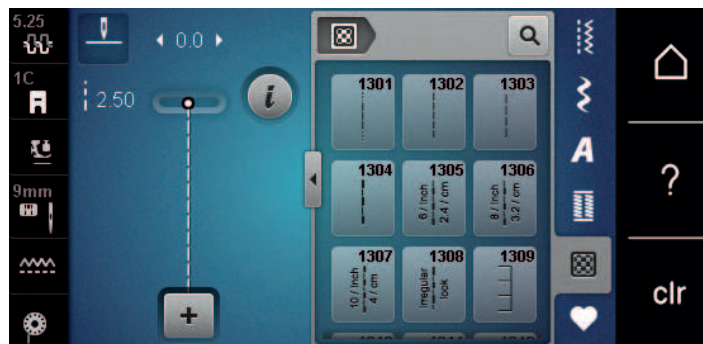 5.25
1C
9mm
0.0
2.50
i
+
1301
1302
1303
1304
1305
6 / Inch
2.4 / cm
1306
8 / Inch
3.2 / cm
1307
10 / Inch
4 / cm
1308
Irregular
look
1309
A
?
clr